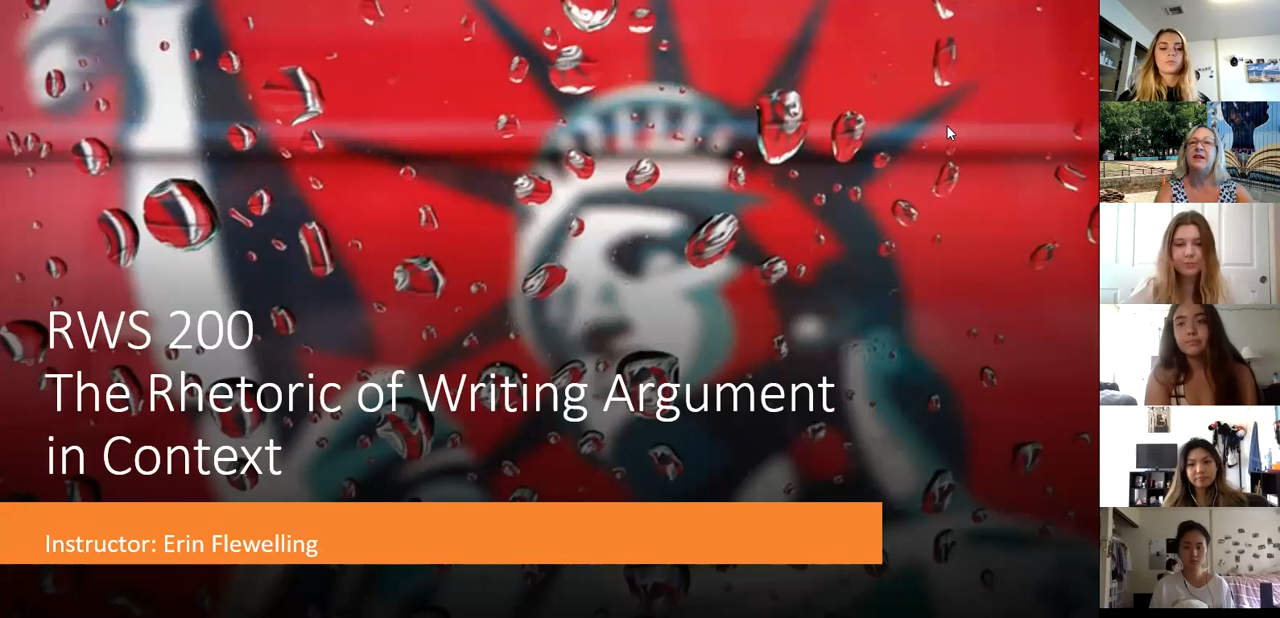 RWS 200
The Rhetoric of Writing Argument
in Context
Instructor: Erin Flewelling